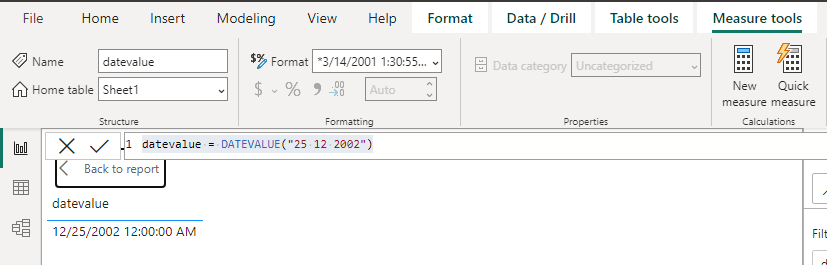 File Home Insert Modeling View Help Format Data / Drill Table tools Measure tools
Name datevalue $% Format *3/14/2001 1:30:55... Data category Uncategorized New measure Quick measure
Home table Sheet1 $ % 9 .00 Auto
Structure Formatting Properties Calculations
1 datevalue = DATEVALUE("25 12 2002")
Back to report
datevalue
12/25/2002 12:00:00 AM
Filt